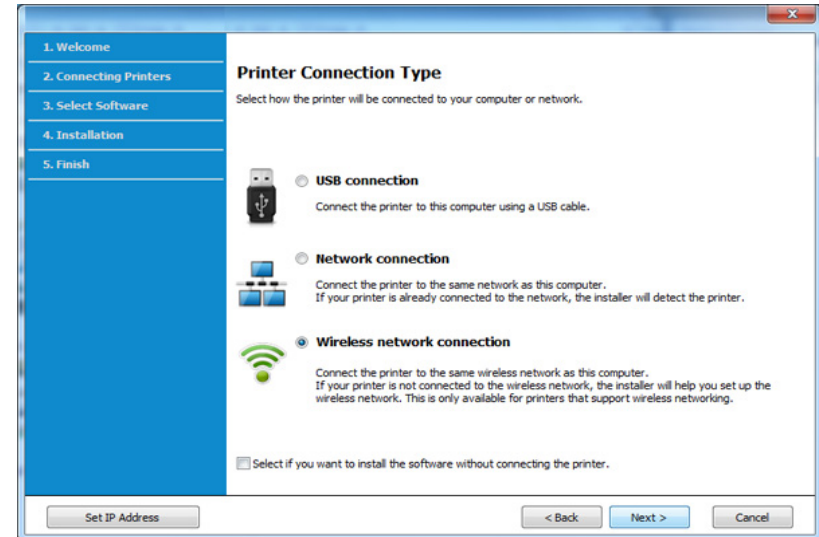 1. Welcome
2. Connecting Printers
3. Select Software
4. Installation
5. Finish
Printer Connection Type
Select how the printer will be connected to your computer or network.
USB connection
Connect the printer to this computer using a USB cable.
Network connection
Connect the printer to the same network as this computer.
If your printer is already connected to the network, the installer will detect the printer.
Wireless network connection
Connect the printer to the same wireless network as this computer.
If your printer is not connected to the wireless network, the installer will help you set up the
wireless network. This is only available for printers that support wireless networking.
Select if you want to install the software without connecting the printer.
Set IP Address
< Back
Next >
Cancel